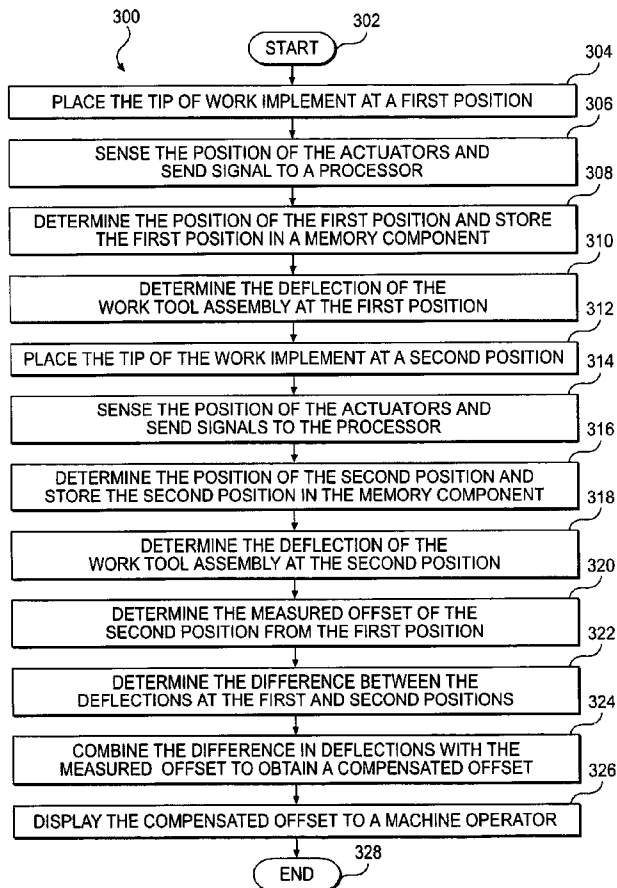 300
START
302
304
PLACE THE TIP OF WORK IMPLEMENT AT A FIRST POSITION
306
SENSE THE POSITION OF THE ACTUATORS AND
SEND SIGNAL TO A PROCESSOR
308
DETERMINE THE POSITION OF THE FIRST POSITION AND STORE
THE FIRST POSITION IN A MEMORY COMPONENT
310
DETERMINE THE DEFLECTION OF THE
WORK TOOL ASSEMBLY AT THE FIRST POSITION
312
PLACE THE TIP OF THE WORK IMPLEMENT AT A SECOND POSITION
314
SENSE THE POSITION OF THE ACTUATORS AND
SEND SIGNALS TO THE PROCESSOR
316
DETERMINE THE POSITION OF THE SECOND POSITION AND
STORE THE SECOND POSITION IN THE MEMORY COMPONENT
318
DETERMINE THE DEFLECTION OF THE
WORK TOOL ASSEMBLY AT THE SECOND POSITION
320
DETERMINE THE MEASURED OFFSET OF THE
SECOND POSITION FROM THE FIRST POSITION
322
DETERMINE THE DIFFERENCE BETWEEN THE
DEFLECTIONS AT THE FIRST AND SECOND POSITIONS
324
COMBINE THE DIFFERENCE IN DEFLECTIONS WITH THE
MEASURED OFFSET TO OBTAIN A COMPENSATED OFFSET
326
DISPLAY THE COMPENSATED OFFSET TO A MACHINE OPERATOR
328
END